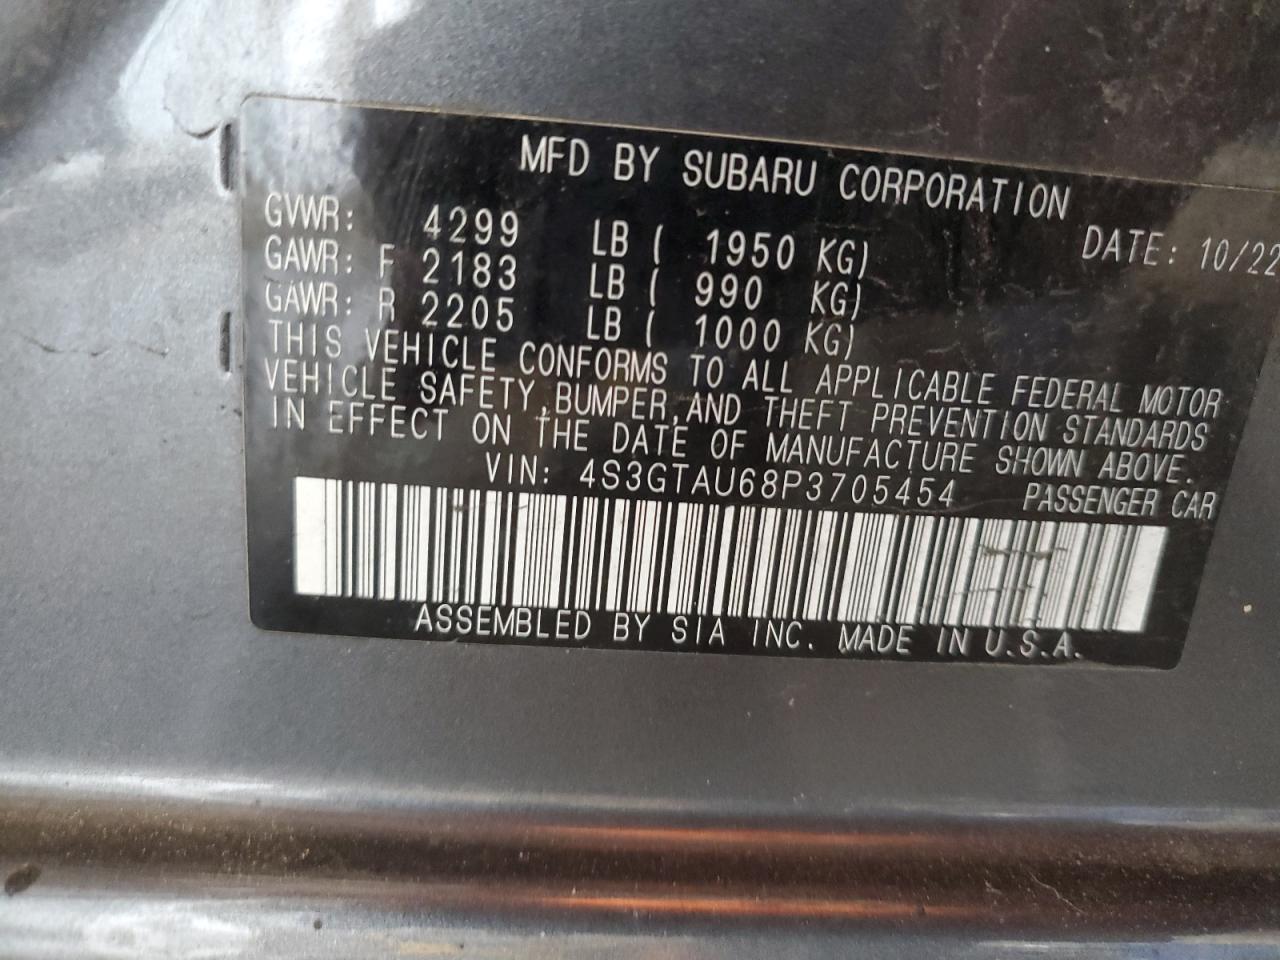 MFD BY SUBARU CORPORATION
GVWR: 4299 LB ( 1950 KG) DATE: 10/22
GAWR: F 2183 LB ( 990 KG)
GAWR: R 2205 LB ( 1000 KG)
THIS VEHICLE CONFORMS TO ALL APPLICABLE FEDERAL MOTOR
VEHICLE SAFETY, BUMPER, AND THEFT PREVENTION STANDARDS
IN EFFECT ON THE DATE OF MANUFACTURE SHOWN ABOVE.
VIN: 4S3GTAU68P3705454 PASSENGER CAR
ASSEMBLED BY SIA INC. MADE IN U.S.A.